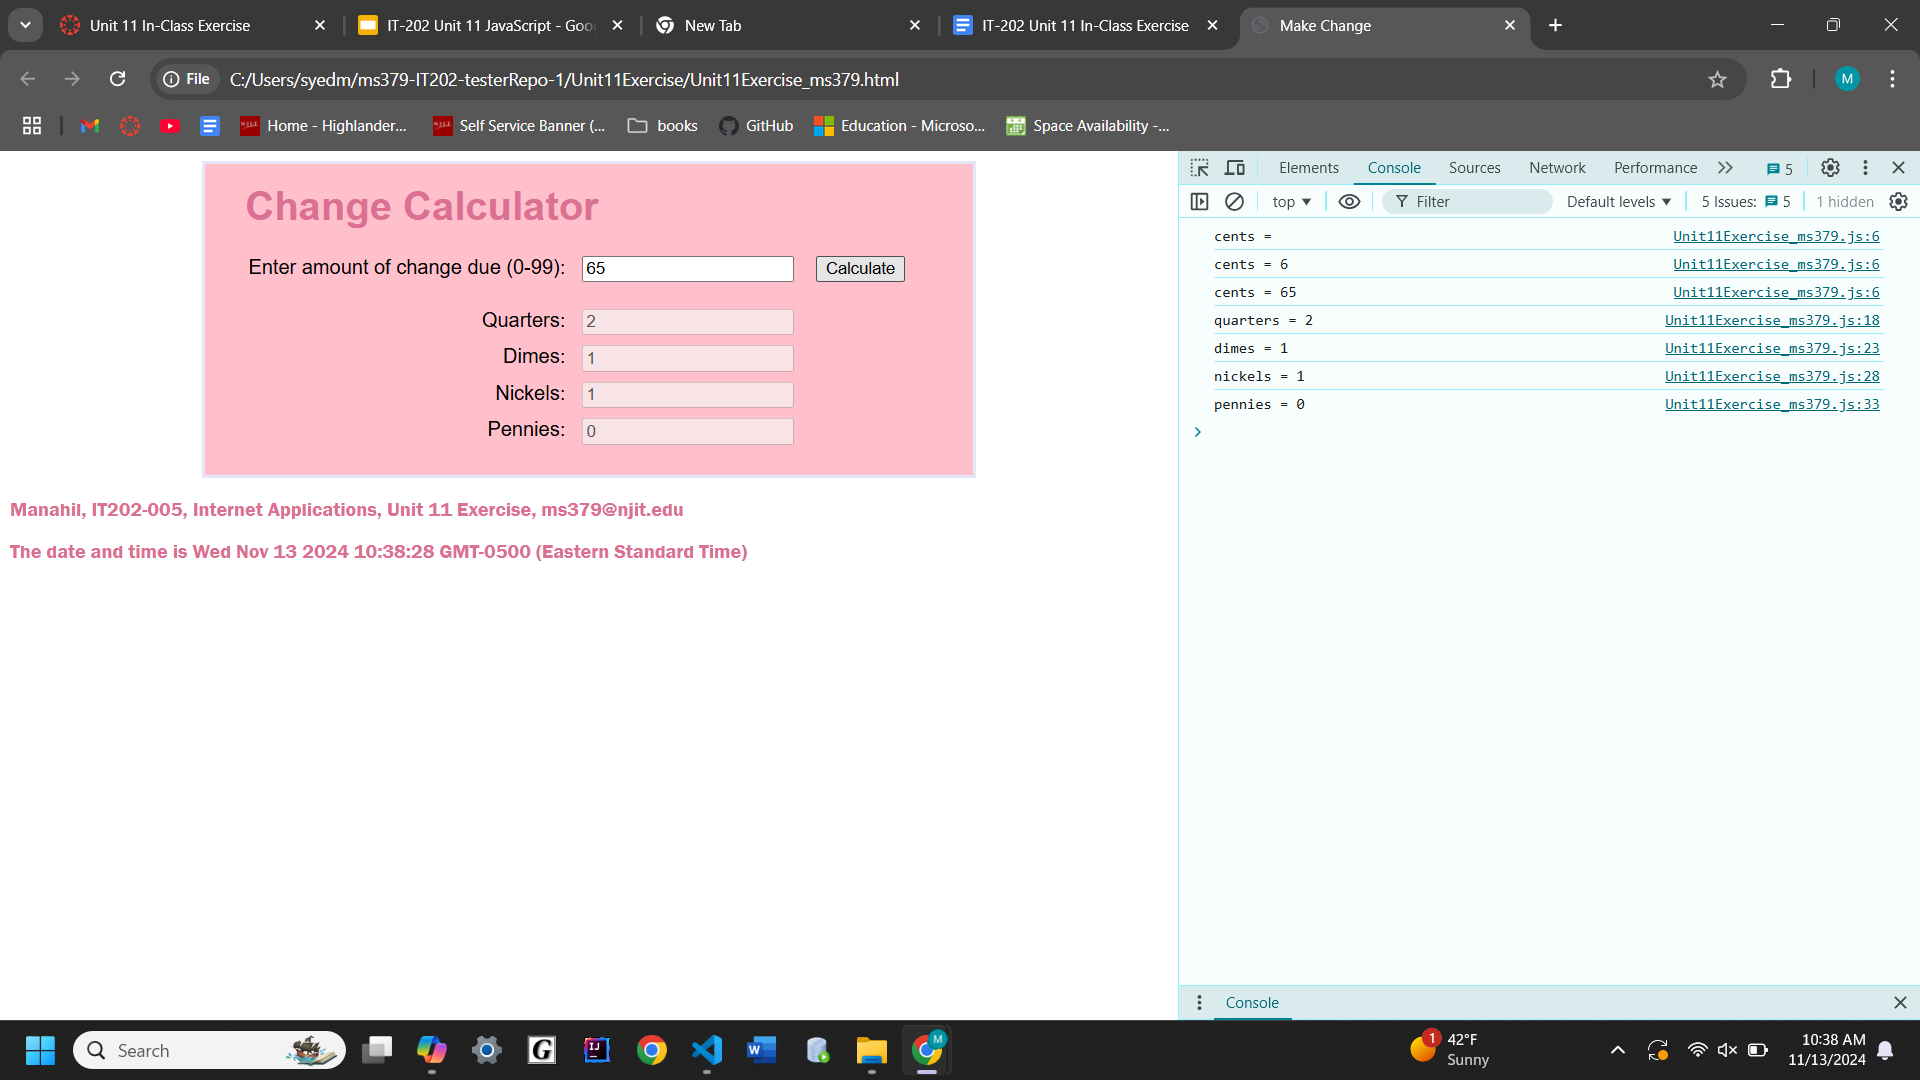 Unit 11 In-Class Exercise
IT-202 Unit 11 JavaScript - Goo
New Tab
IT-202 Unit 11 In-Class Exercise
Make Change
File
C:/Users/syedm/ms379-IT202-testerRepo-1/Unit11Exercise/Unit11Exercise_ms379.html
M
Home - Highlander...
Self Service Banner (...
books
GitHub
Education - Microso...
Space Availability -...
Change Calculator
Enter amount of change due (0-99): 65 Calculate
Quarters: 2
Dimes: 1
Nickels: 1
Pennies: 0
Manahil, IT202-005, Internet Applications, Unit 11 Exercise, ms379@njit.edu
The date and time is Wed Nov 13 2024 10:38:28 GMT-0500 (Eastern Standard Time)
Elements Console Sources Network Performance 5
top Filter Default levels 5 Issues: 5 1 hidden
cents = Unit11Exercise_ms379.js:6
cents = 6 Unit11Exercise_ms379.js:6
cents = 65 Unit11Exercise_ms379.js:6
quarters = 2 Unit11Exercise_ms379.js:18
dimes = 1 Unit11Exercise_ms379.js:23
nickels = 1 Unit11Exercise_ms379.js:28
pennies = 0 Unit11Exercise_ms379.js:33
Console
Search
G
IJ
W
M
1
42°F
Sunny
10:38 AM
11/13/2024